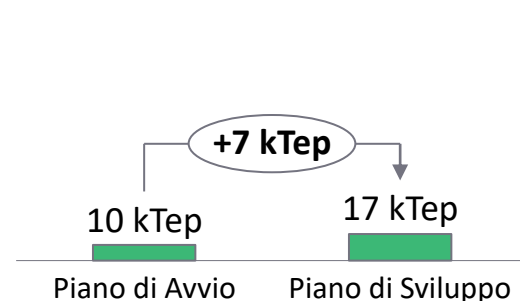 +7 kTep
10 kTep
17 kTep
Piano di Avvio
Piano di Sviluppo